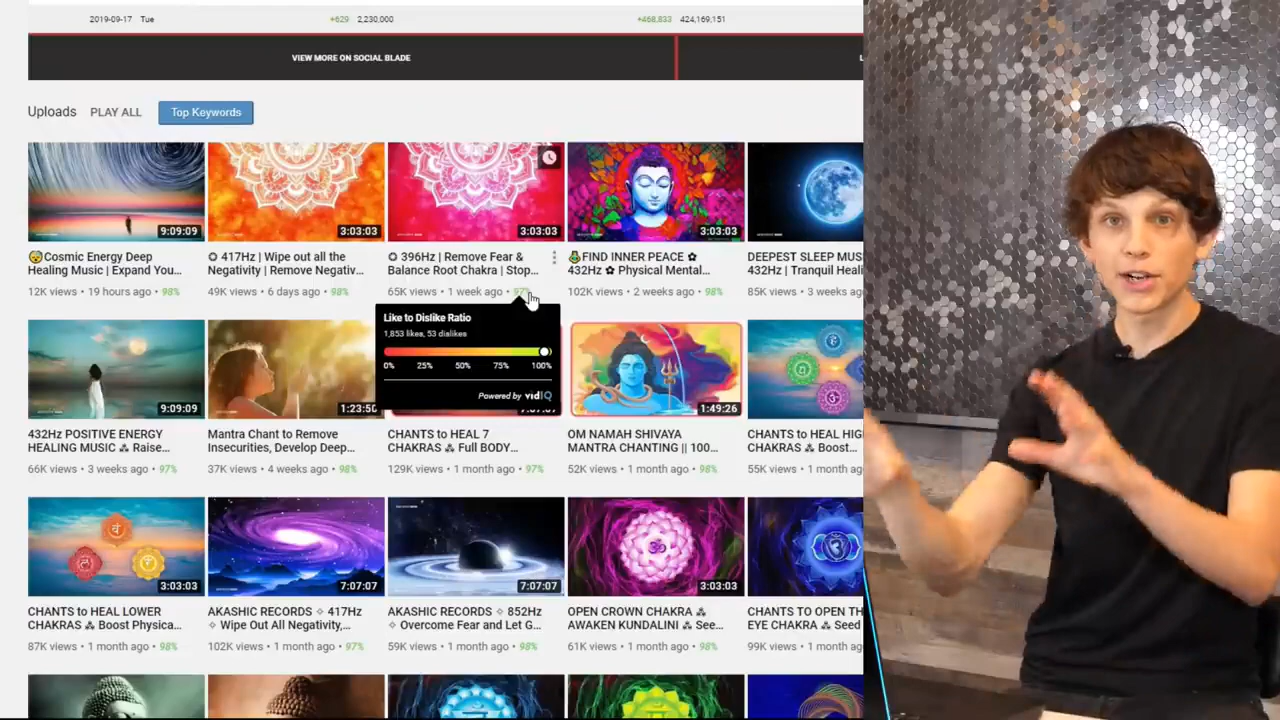 2019-09-17 Tue +629 2,230,000 +468,833 424,169,151
VIEW MORE ON SOCIAL BLADE
Uploads PLAY ALL Top Keywords
9:09:09 3:03:03 3:03:03 3:03:03
😴Cosmic Energy Deep
Healing Music | Expand You...
12K views • 19 hours ago • 98%
✪ 417Hz | Wipe out all the
Negativity | Remove Negativ...
49K views • 6 days ago • 98%
✪ 396Hz | Remove Fear &
Balance Root Chakra | Stop...
65K views • 1 week ago • 97%
FIND INNER PEACE ✿
432Hz ✿ Physical Mental...
102K views • 2 weeks ago • 98%
DEEPEST SLEEP MUS
432Hz | Tranquil Heali
85K views • 3 weeks
Like to Dislike Ratio
1,853 likes, 53 dislikes
0% 25% 50% 75% 100%
Powered by vidIQ
9:09:09 1:23:50 7:07:07 1:49:26
432Hz POSITIVE ENERGY
HEALING MUSIC ⁂ Raise...
66K views • 3 weeks ago • 97%
Mantra Chant to Remove
Insecurities, Develop Deep...
37K views • 4 weeks ago • 98%
CHANTS to HEAL 7
CHAKRAS ⁂ Full BODY...
129K views • 1 month ago • 97%
OM NAMAH SHIVAYA
MANTRA CHANTING || 100...
52K views • 1 month ago • 98%
CHANTS to HEAL HIG
CHAKRAS ⁂ Boost...
55K views • 1 month
3:03:03 7:07:07 7:07:07 3:03:03
CHANTS to HEAL LOWER
CHAKRAS ⁂ Boost Physica...
87K views • 1 month ago • 98%
AKASHIC RECORDS ✧ 417Hz
✧ Wipe Out All Negativity,...
102K views • 1 month ago • 97%
AKASHIC RECORDS ✧ 852Hz
✧ Overcome Fear and Let G...
59K views • 1 month ago • 98%
OPEN CROWN CHAKRA ⁂
AWAKEN KUNDALINI ⁂ See...
61K views • 1 month ago • 98%
CHANTS TO OPEN TH
EYE CHAKRA ⁂ Seed
99K views • 1 month